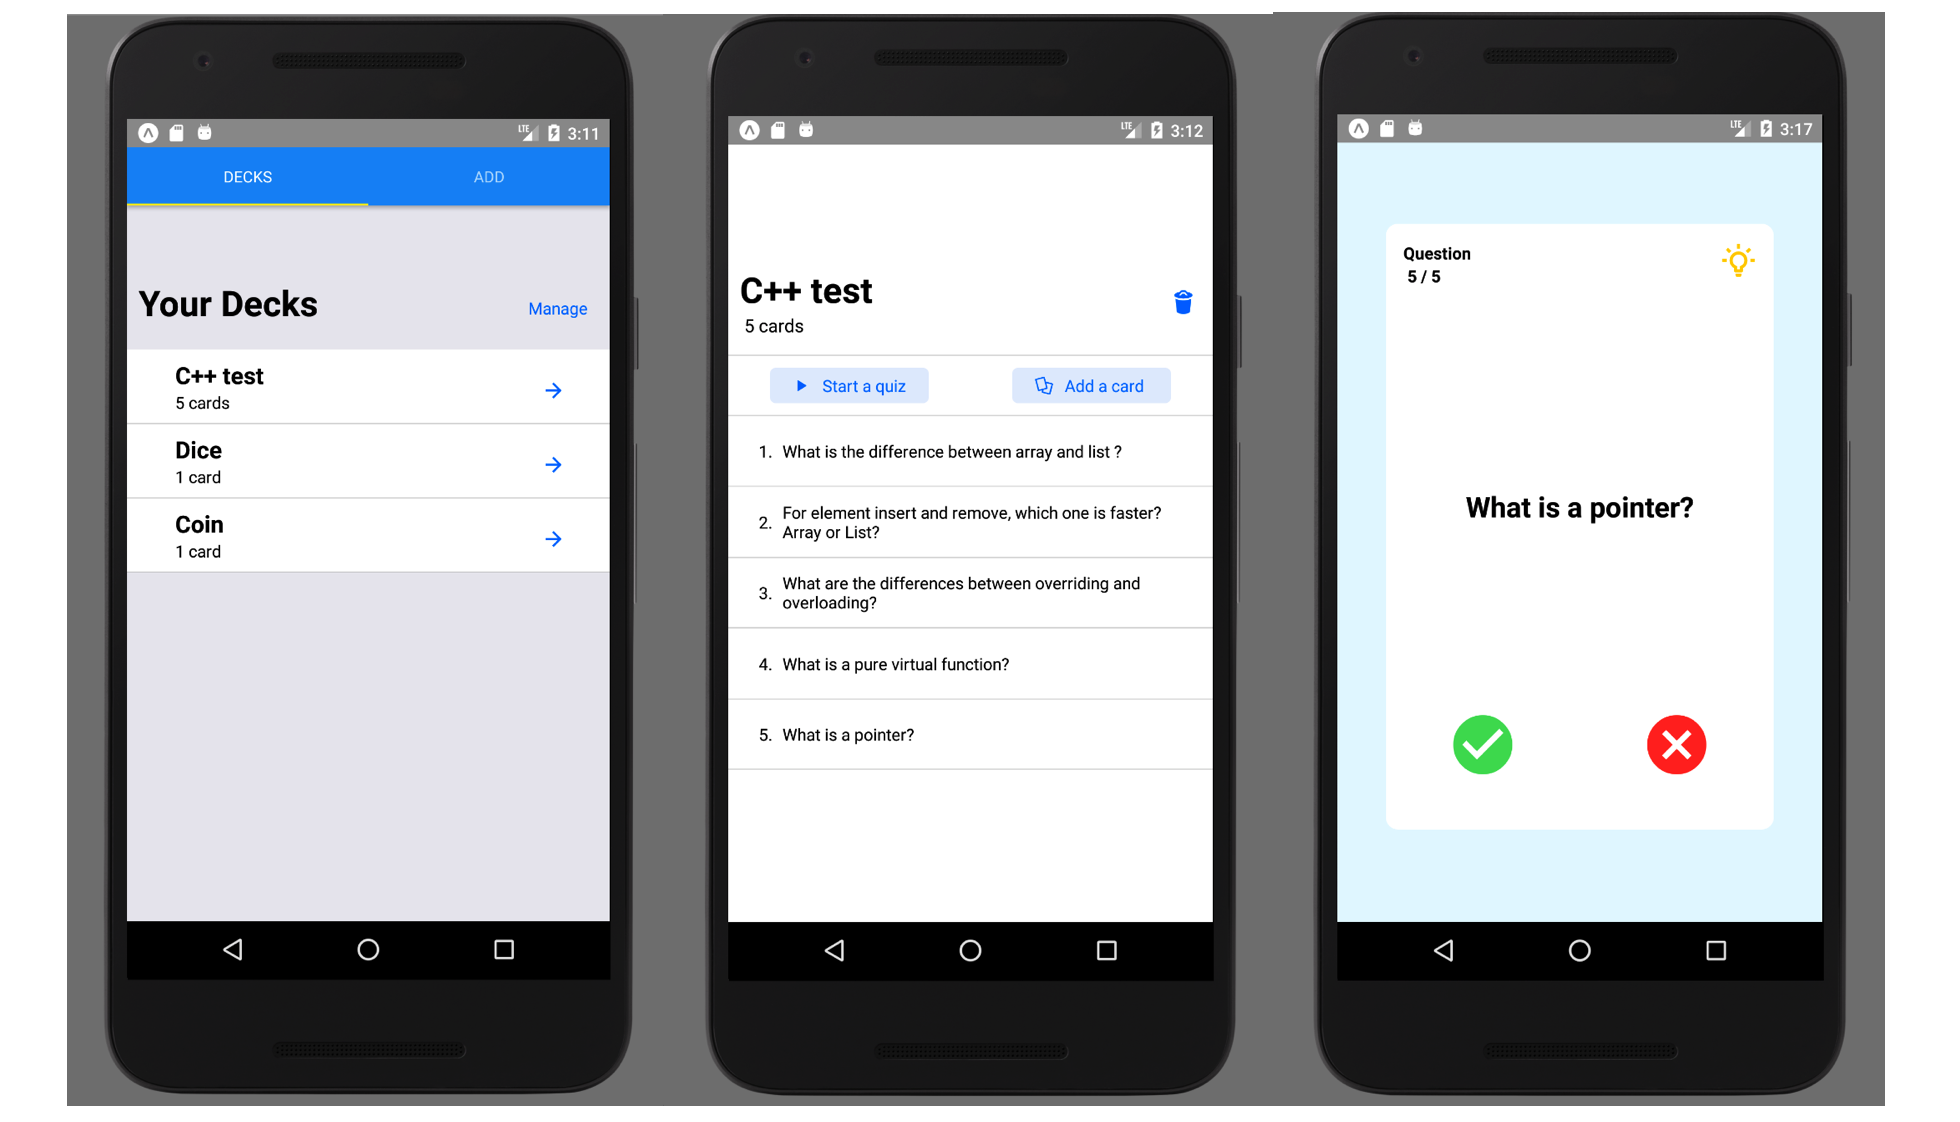 LTE 3:11
DECKS ADD
Your Decks
Manage
C++ test
5 cards
Dice
1 card
Coin
1 card
LTE 3:12
C++ test
5 cards
Start a quiz
Add a card
1. What is the difference between array and list ?
2. For element insert and remove, which one is faster?
Array or List?
3. What are the differences between overriding and
overloading?
4. What is a pure virtual function?
5. What is a pointer?
LTE 3:17
Question
5 / 5
What is a pointer?